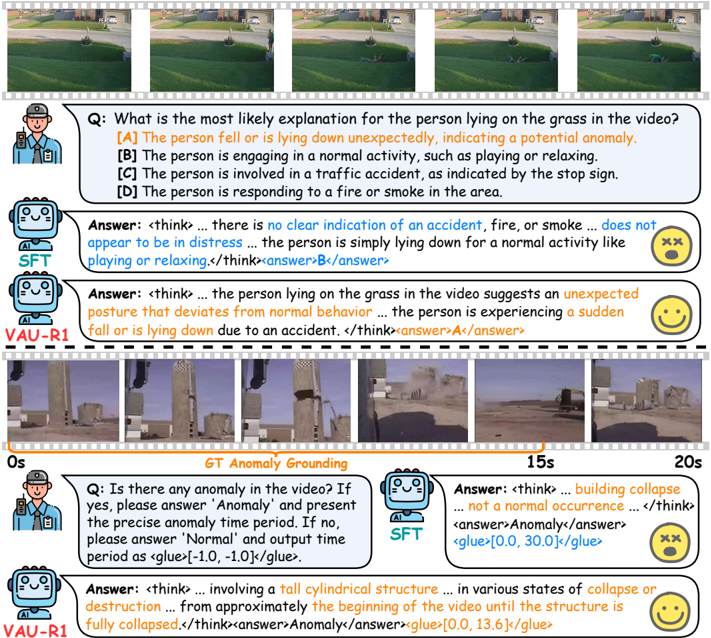 Q: What is the most likely explanation for the person lying on the grass in the video?
[A] The person fell or is lying down unexpectedly, indicating a potential anomaly.
[B] The person is engaging in a normal activity, such as playing or relaxing.
[C] The person is involved in a traffic accident, as indicated by the stop sign.
[D] The person is responding to a fire or smoke in the area.
AI
SFT
Answer: <think> ... there is no clear indication of an accident, fire, or smoke ... does not
appear to be in distress ... the person is simply lying down for a normal activity like
playing or relaxing.</think><answer>B</answer>
AI
VAU-R1
Answer: <think> ... the person lying on the grass in the video suggests an unexpected
posture that deviates from normal behavior ... the person is experiencing a sudden
fall or is lying down due to an accident. </think><answer>A</answer>
0s
GT Anomaly Grounding
15s
20s
Q: Is there any anomaly in the video? If
yes, please answer 'Anomaly' and present
the precise anomaly time period. If no,
please answer 'Normal' and output time
period as <glue>[-1.0, -1.0]</glue>.
AI
SFT
Answer: <think> ... building collapse
... not a normal occurrence ... </think>
<answer>Anomaly</answer>
<glue>[0.0, 30.0]</glue>
AI
VAU-R1
Answer: <think> ... involving a tall cylindrical structure ... in various states of collapse or
destruction ... from approximately the beginning of the video until the structure is
fully collapsed.</think><answer>Anomaly</answer><glue>[0.0, 13.6]</glue>